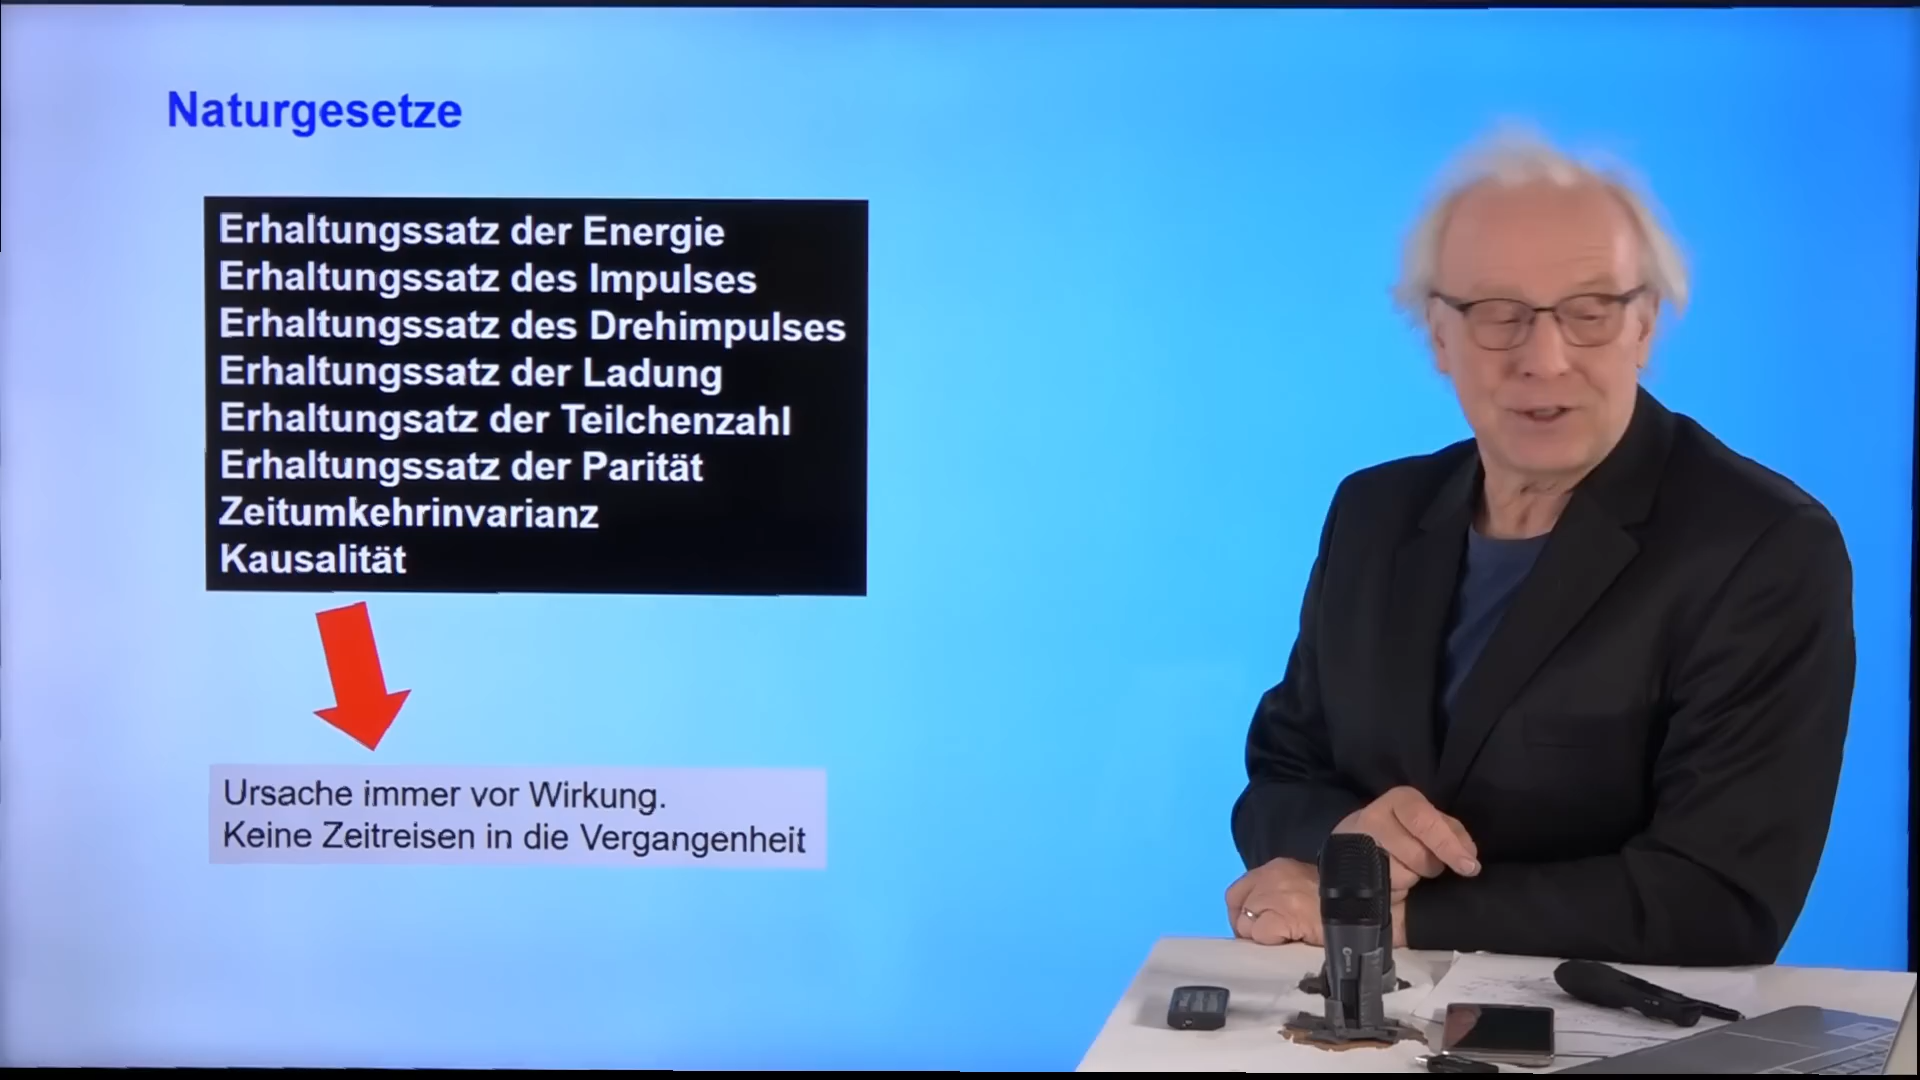 Naturgesetze
Erhaltungssatz der Energie
Erhaltungssatz des Impulses
Erhaltungssatz des Drehimpulses
Erhaltungssatz der Ladung
Erhaltungsatz der Teilchenzahl
Erhaltungssatz der Parität
Zeitumkehrinvarianz
Kausalität
Ursache immer vor Wirkung.
Keine Zeitreisen in die Vergangenheit